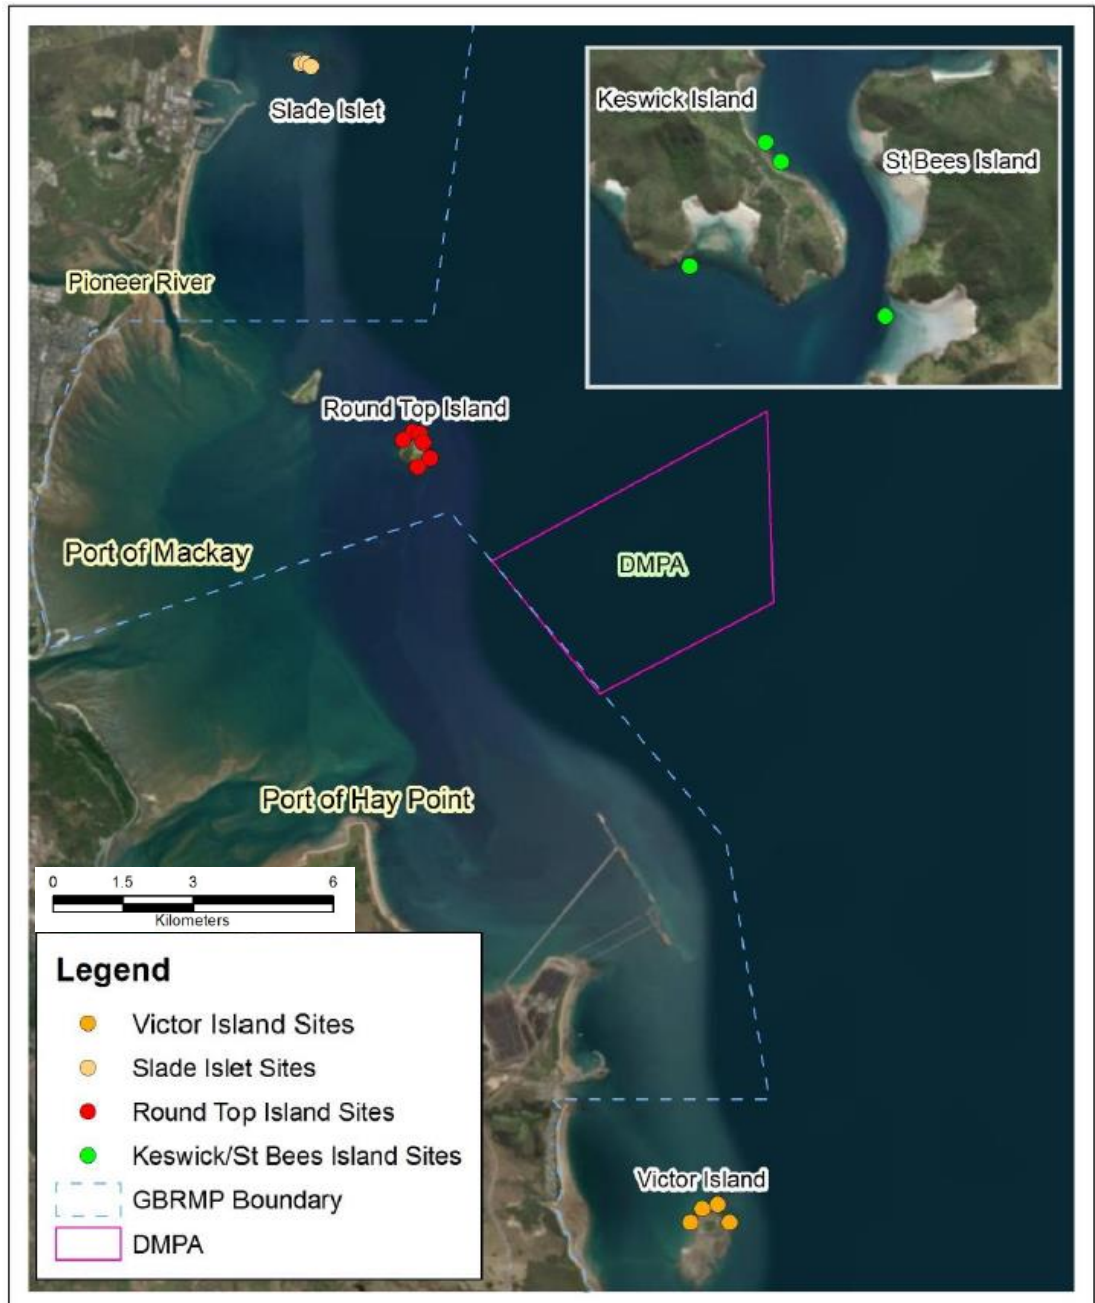 Slade Islet
Keswick Island
St Bees Island
Pioneer River
Round Top Island
Port of Mackay
DMPA
Port of Hay Point
0 1.5 3 6
Kilometers
Legend
Victor Island Sites
Slade Islet Sites
Round Top Island Sites
Keswick/St Bees Island Sites
GBRMP Boundary
DMPA
Victor Island